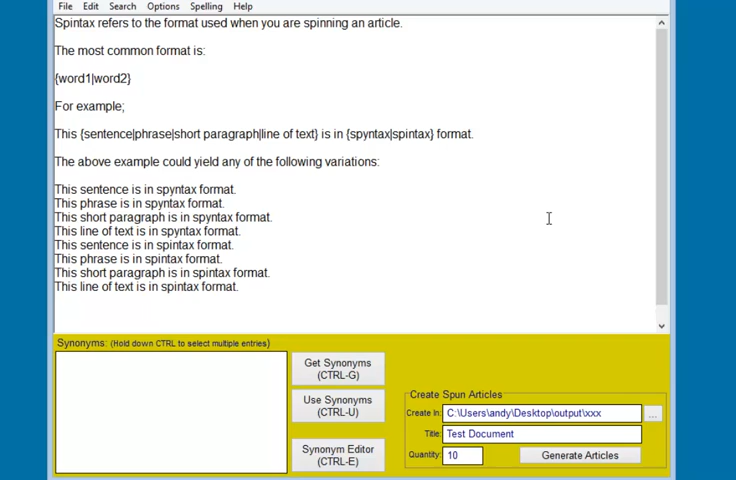 File Edit Search Options Spelling Help
Spintax refers to the format used when you are spinning an article.
The most common format is:
{word1|word2}
For example;
This {sentence|phrase|short paragraph|line of text} is in {spyntax|spintax} format.
The above example could yield any of the following variations:
This sentence is in spyntax format.
This phrase is in spyntax format.
This short paragraph is in spyntax format.
This line of text is in spyntax format.
This sentence is in spintax format.
This phrase is in spintax format.
This short paragraph is in spintax format.
This line of text is in spintax format.
Synonyms: (Hold down CTRL to select multiple entries)
Get Synonyms
(CTRL-G)
Use Synonyms
(CTRL-U)
Synonym Editor
(CTRL-E)
Create Spun Articles
Create In: C:\Users\andy\Desktop\output\xxx ...
Title: Test Document
Quantity: 10 Generate Articles